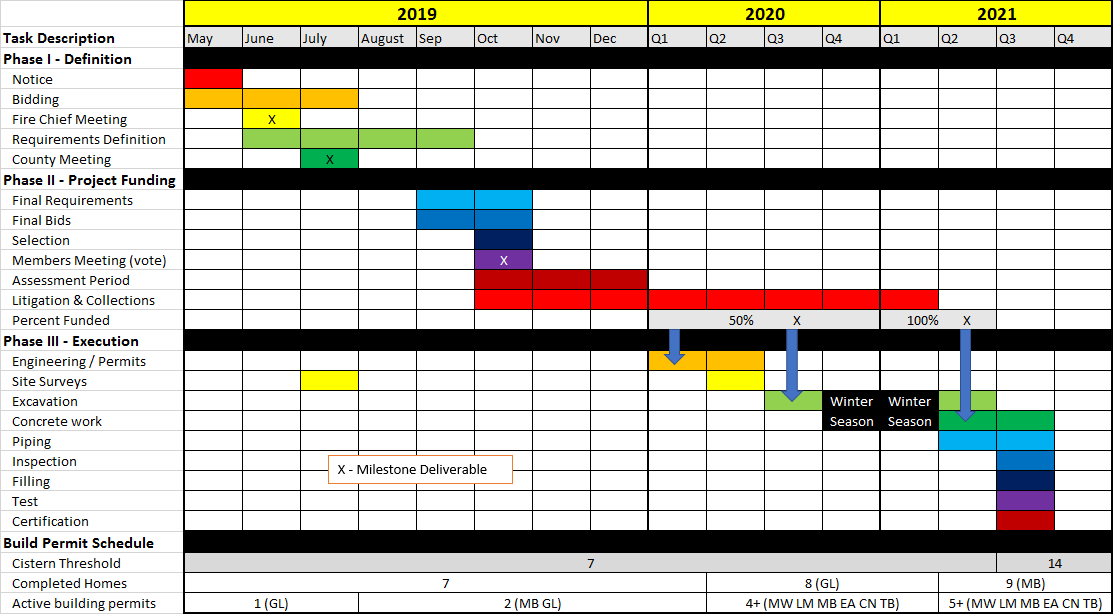 2019 2020 2021
Task Description May June July August Sep Oct Nov Dec Q1 Q2 Q3 Q4 Q1 Q2 Q3 Q4
Phase I - Definition
Notice
Bidding
Fire Chief Meeting X
Requirements Definition
County Meeting X
Phase II - Project Funding
Final Requirements
Final Bids
Selection
Members Meeting (vote) X
Assessment Period
Litigation & Collections
Percent Funded 50% X 100% X
Phase III - Execution
Engineering / Permits
Site Surveys
Excavation Winter Winter
Concrete work Season Season
Piping
Inspection
X - Milestone Deliverable
Filling
Test
Certification
Build Permit Schedule
Cistern Threshold 7 14
Completed Homes 7 8 (GL) 9 (MB)
Active building permits 1 (GL) 2 (MB GL) 4+ (MW LM MB EA CN TB) 5+ (MW LM MB EA CN TB)